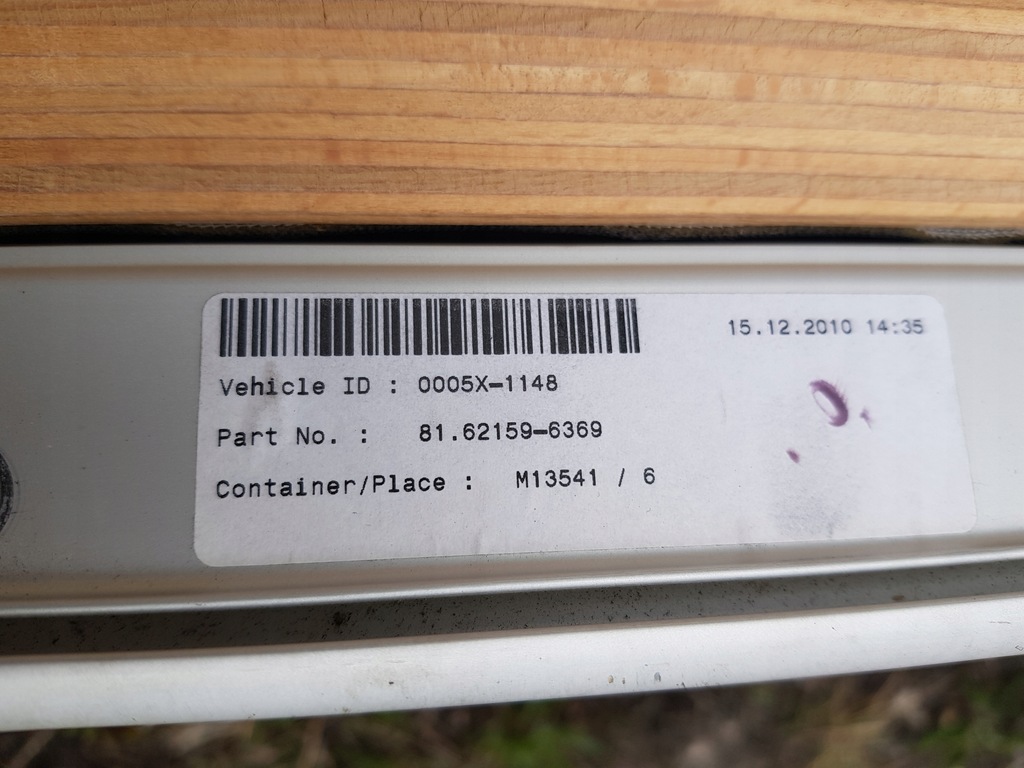 15.12.2010 14:35
Vehicle ID : 0005X-1148
Part No. : 81.62159-6369
Container/Place : M13541 / 6